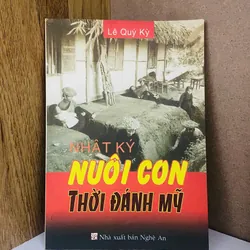 Lê Quý Kỳ
NHẬT KÝ
NUÔI CON
THỜI ĐÁNH MỸ
Nhà xuất bản Nghệ An